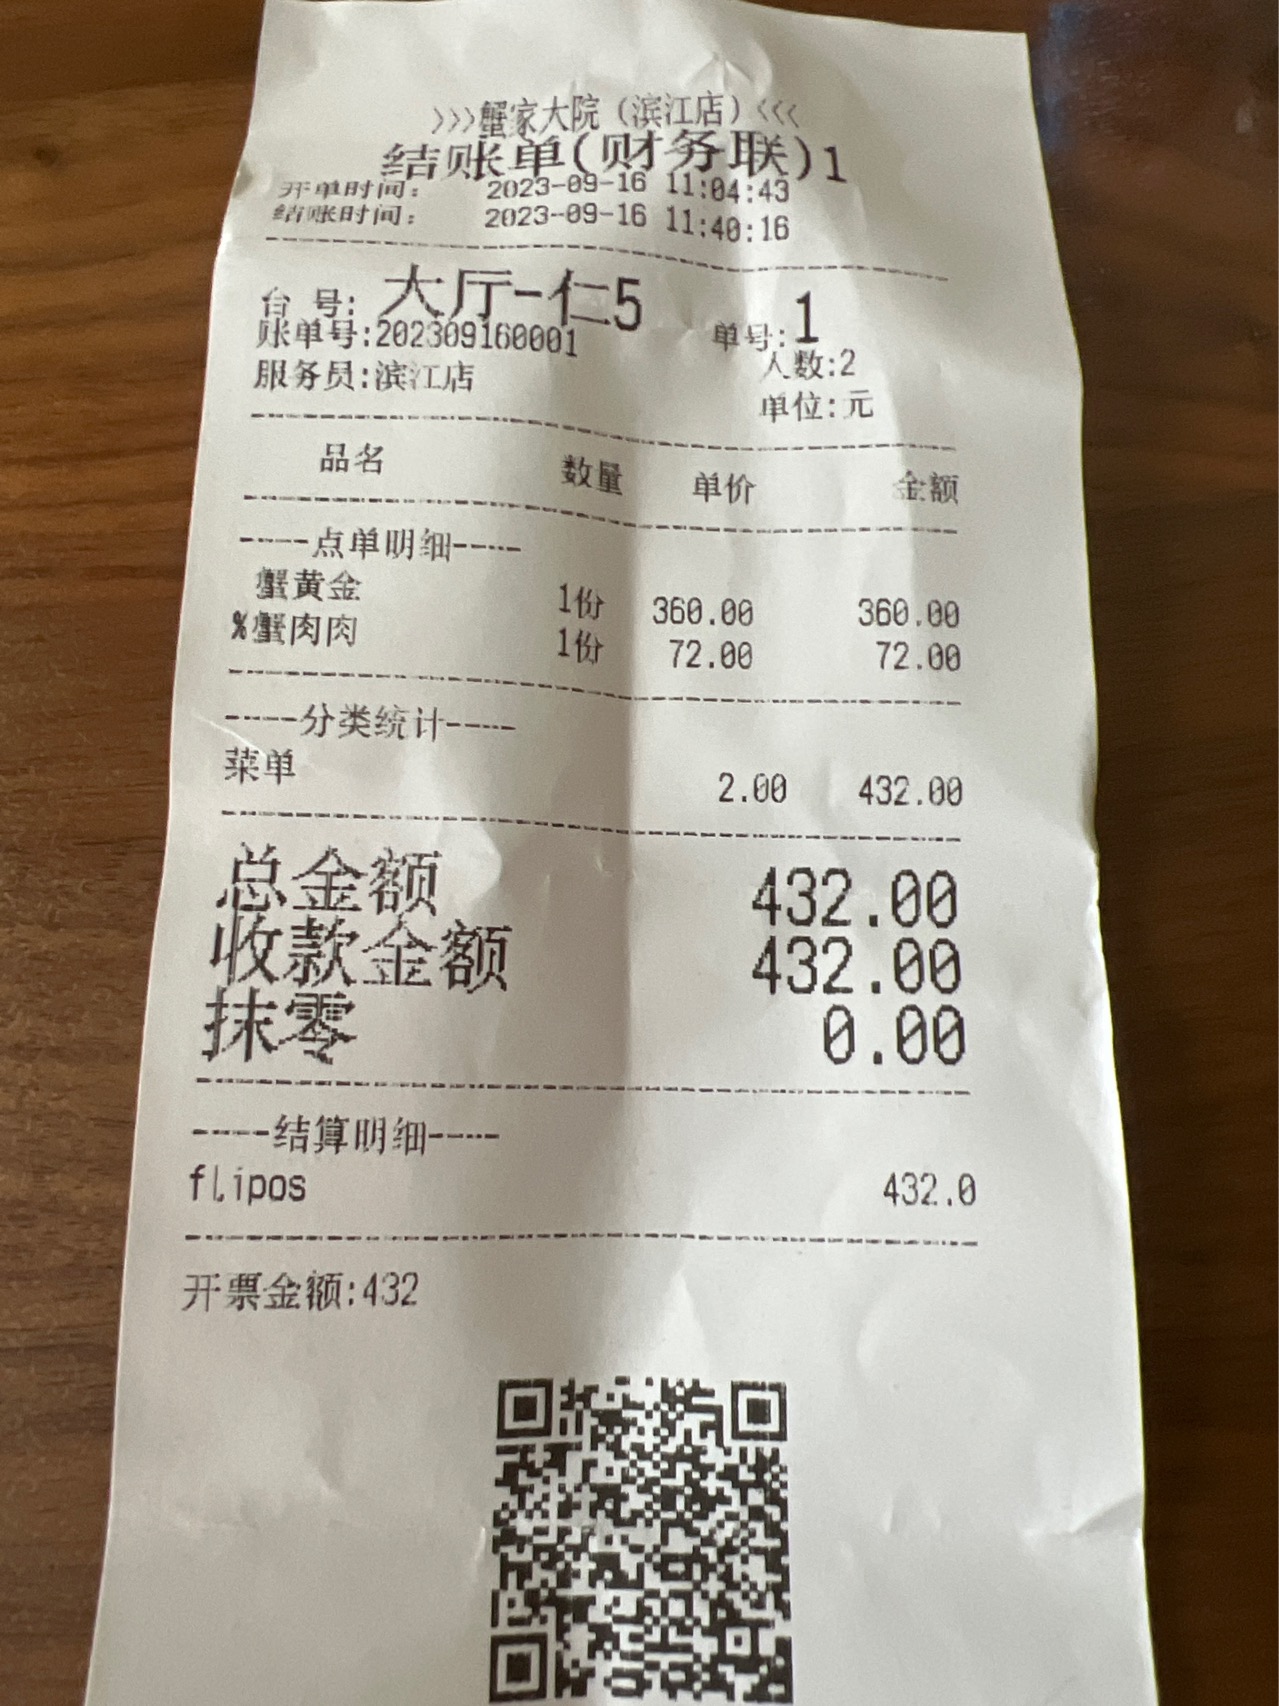 >>>蟹家大院（滨江店）<<<
结账单(财务联)1
开单时间： 2023-09-16 11:04:43
结账时间： 2023-09-16 11:40:16
台 号: 大厅-仁5 单号:1
账单号:202309160001 人数:2
服务员:滨江店 单位:元
品名 数量 单价 金额
----点单明细----
蟹黄金 1份 360.00 360.00
%蟹肉肉 1份 72.00 72.00
----分类统计----
菜单 2.00 432.00
总金额 432.00
收款金额 432.00
抹零 0.00
----结算明细----
flipos 432.0
开票金额:432